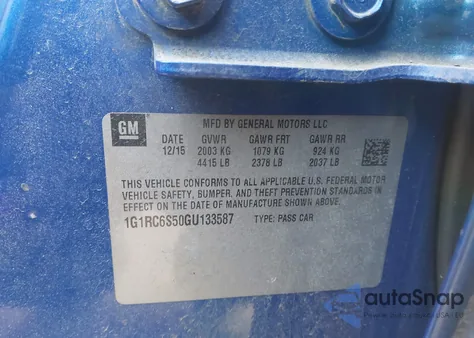 GM
MFD BY GENERAL MOTORS LLC
DATE GVWR GAWR FRT GAWR RR
12/15 2003 KG 1079 KG 924 KG
4415 LB 2378 LB 2037 LB
THIS VEHICLE CONFORMS TO ALL APPLICABLE U.S. FEDERAL MOTOR
VEHICLE SAFETY, BUMPER, AND THEFT PREVENTION STANDARDS IN
EFFECT ON THE DATE OF MANUFACTURE SHOWN ABOVE.
1G1RC6S50GU133587 TYPE: PASS CAR
autoSnap